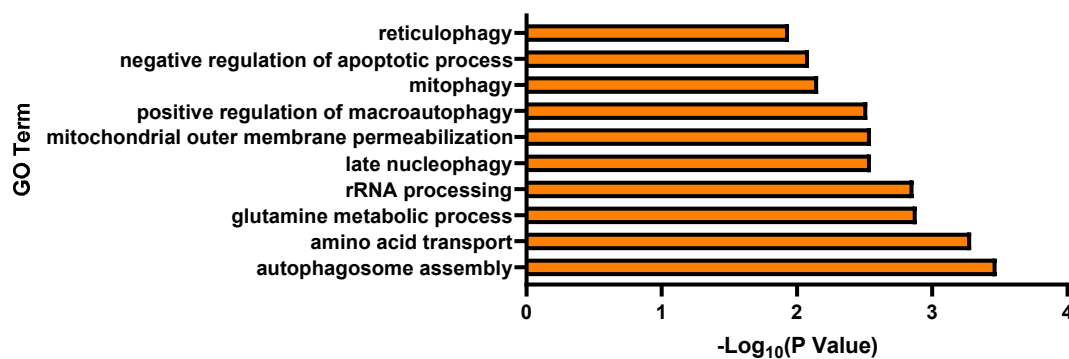 GO Term
reticulophagy
negative regulation of apoptotic process
mitophagy
positive regulation of macroautophagy
mitochondrial outer membrane permeabilization
late nucleophagy
rRNA processing
glutamine metabolic process
amino acid transport
autophagosome assembly
0 1 2 3 4
-Log₁₀(P Value)